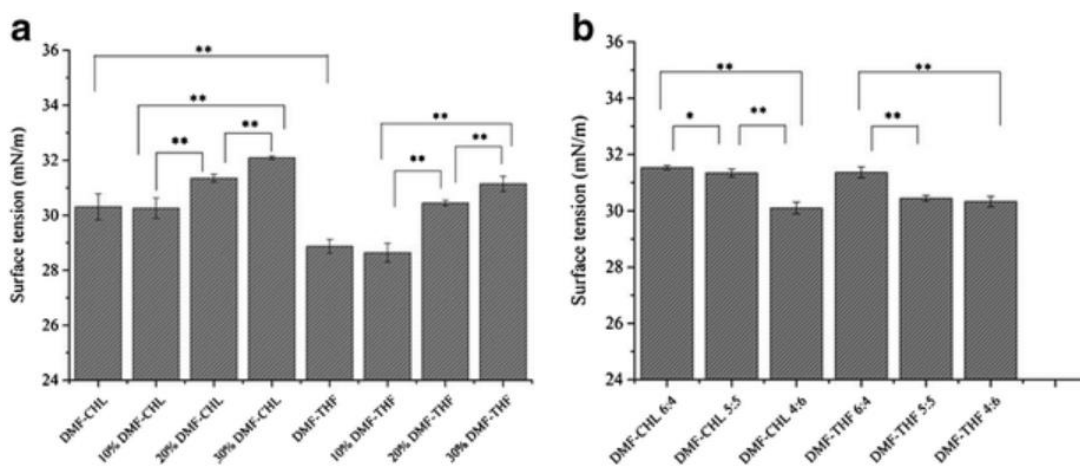 a
Surface tension (mN/m)
36
34
32
30
28
26
24
**
**
**
**
**
**
**
DMF-CHL
10% DMF-CHL
20% DMF-CHL
30% DMF-CHL
DMF-THF
10% DMF-THF
20% DMF-THF
30% DMF-THF
b
Surface tension (mN/m)
36
34
32
30
28
26
24
**
*
**
**
**
DMF-CHL 6:4
DMF-CHL 5:5
DMF-CHL 4:6
DMF-THF 6:4
DMF-THF 5:5
DMF-THF 4:6